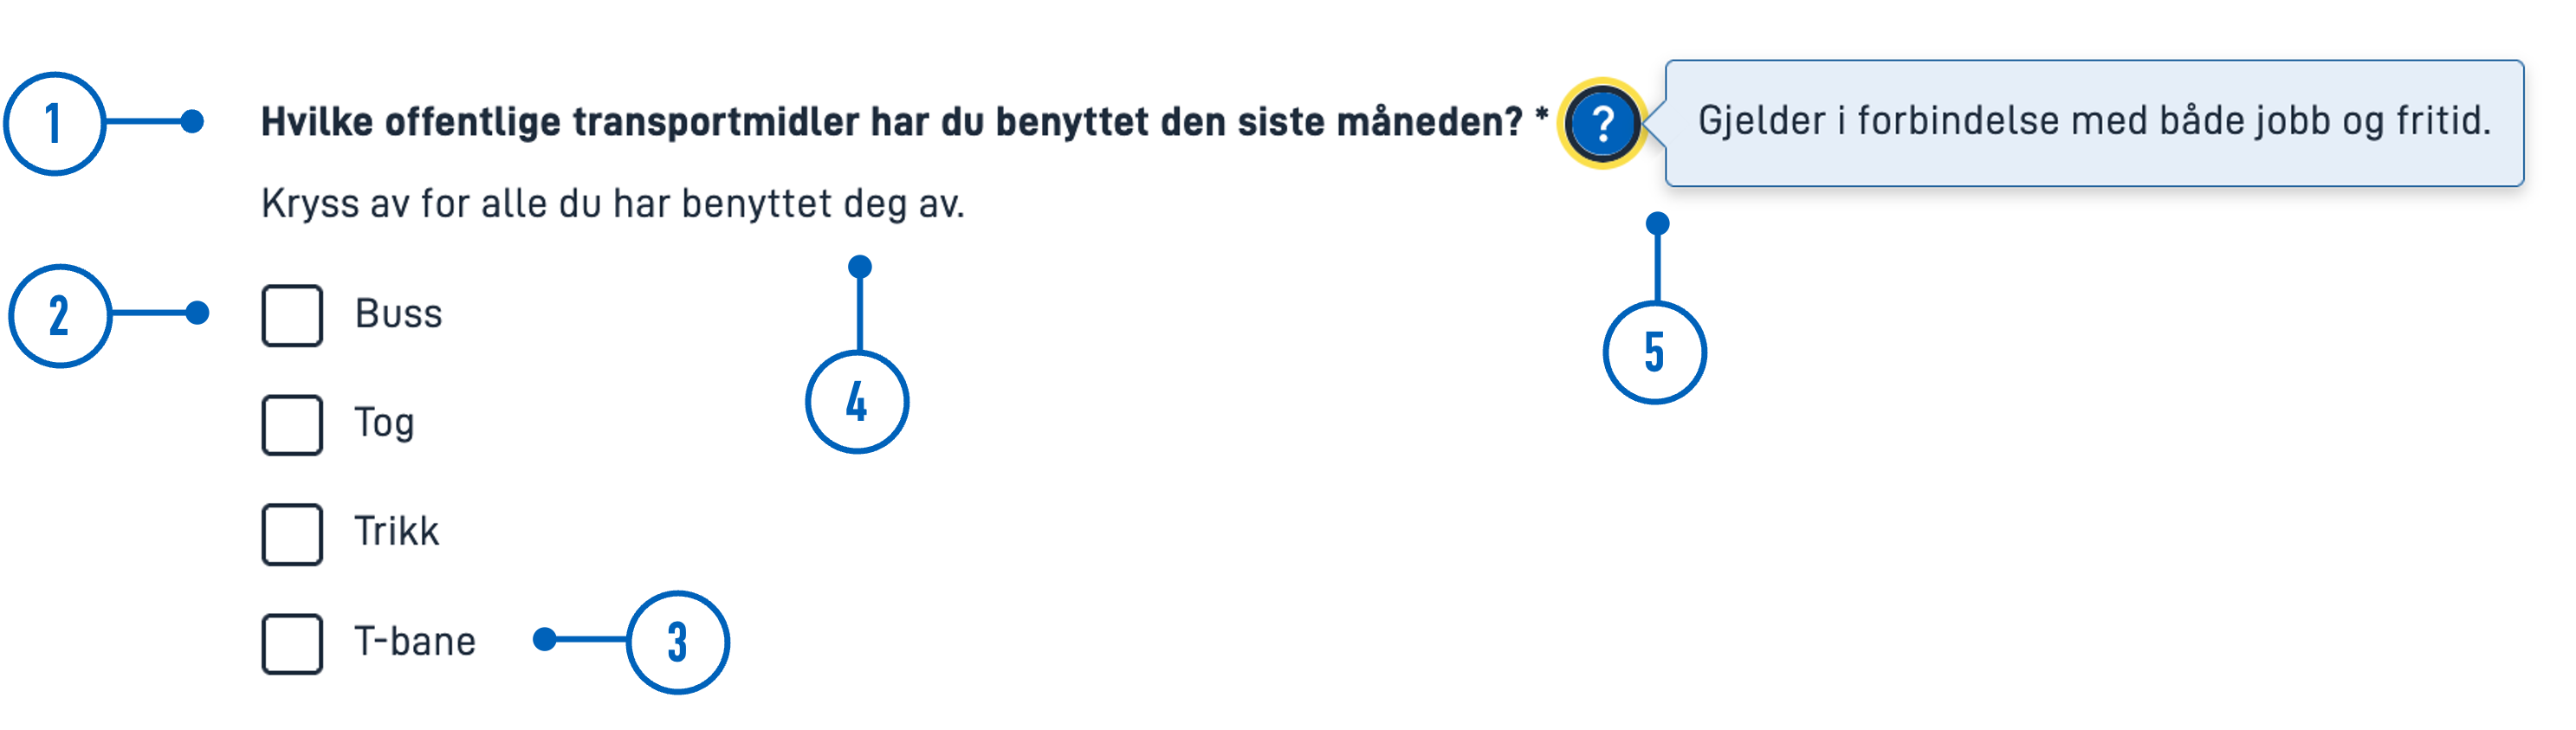 1
Hvilke offentlige transportmidler har du benyttet den siste måneden? * ? Gjelder i forbindelse med både jobb og fritid.
Kryss av for alle du har benyttet deg av.
2
Buss
5
4
Tog
Trikk
T-bane
3